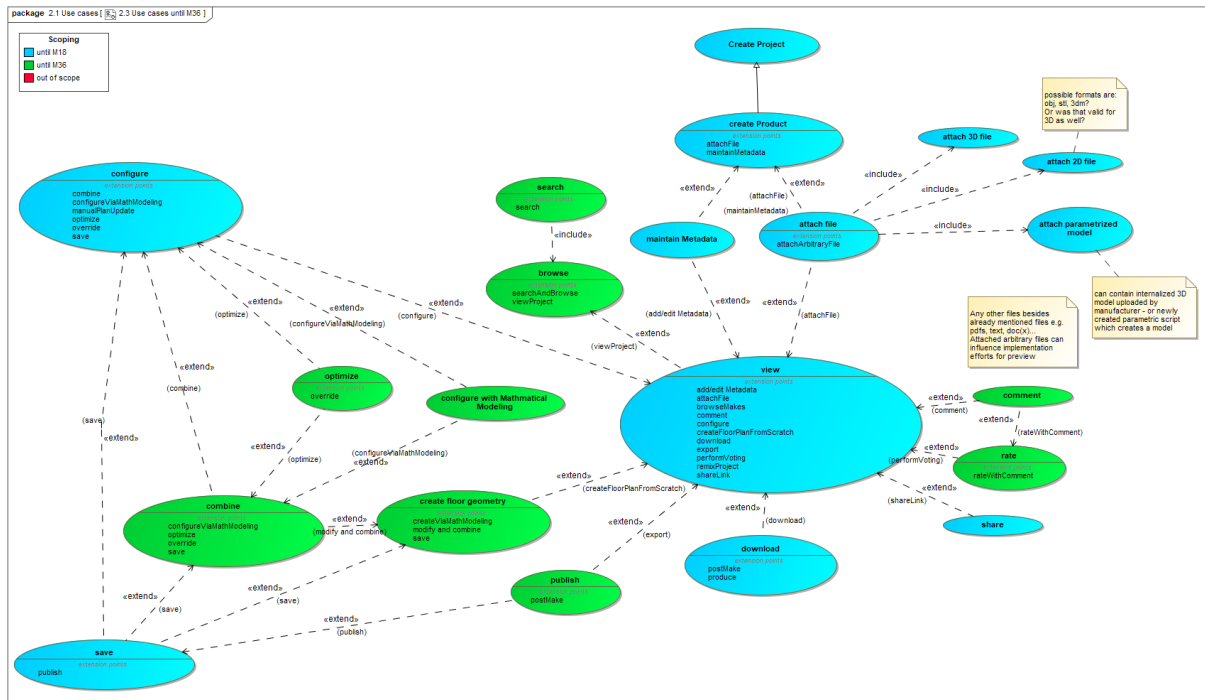 package 2.1 Use cases [ 2.3 Use cases until M36 ]
Scoping
until M18
until M36
out of scope
Create Project
create Product
extension points
attachFile
maintainMetadata
possible formats are:
obj, stl, 3dm?
Or was that valid for
3D as well?
attach 3D file
attach 2D file
«include»
«include»
«include»
attach parametrized
model
can contain internalized 3D
model uploaded by
manufacturer - or newly
created parametric script
which creates a model
«extend»
(maintainMetadata)
«extend»
(attachFile)
maintain Metadata
attach file
extension points
attachArbitraryFile
configure
extension points
combine
configureViaMathModeling
manualPlanUpdate
optimize
override
save
search
extension points
search
«include»
browse
extension points
searchAndBrowse
viewProject
«extend»
(viewProject)
«extend»
(add/edit Metadata)
«extend»
(attachFile)
Any other files besides
already mentioned files e.g.
pdfs, text, doc(x)...
Attached arbitrary files can
influence implementation
efforts for preview
«extend»
(optimize)
«extend»
(configureViaMathModeling)
«extend»
(configure)
«extend»
(combine)
«extend»
(save)
optimize
extension points
override
configure with Mathmatical
Modeling
view
extension points
add/edit Metadata
attachFile
browseMakes
comment
configure
createFloorPlanFromScratch
download
export
performVoting
remixProject
shareLink
«extend»
(comment)
comment
«extend»
(rateWithComment)
«extend»
(performVoting)
rate
extension points
rateWithComment
«extend»
(shareLink)
share
«extend»
(optimize)
(configureViaMathModeling)
«extend»
combine
extension points
configureViaMathModeling
optimize
override
save
«extend»
(modify and combine)
create floor geometry
extension points
createViaMathModeling
modify and combine
save
«extend»
(createFloorPlanFromScratch)
«extend»
(export)
«extend»
(download)
download
extension points
postMake
produce
publish
extension points
postMake
«extend»
(save)
«extend»
(save)
«extend»
(publish)
save
extension points
publish